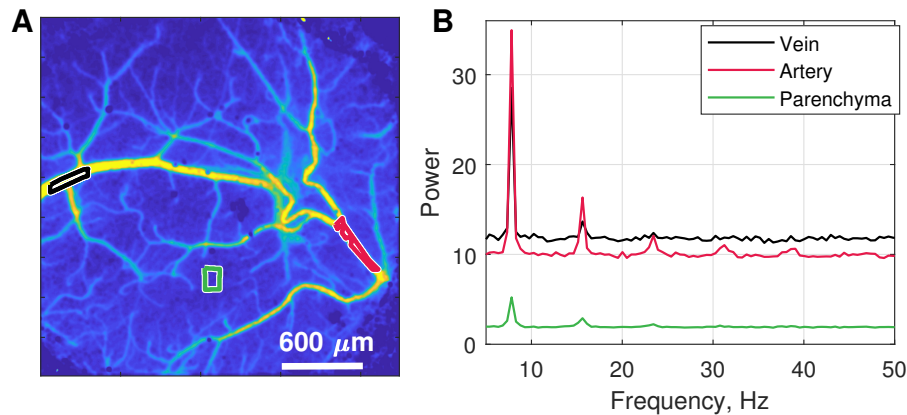 A
600 μm
B
Power
30
20
10
0
Vein
Artery
Parenchyma
10 20 30 40 50
Frequency, Hz